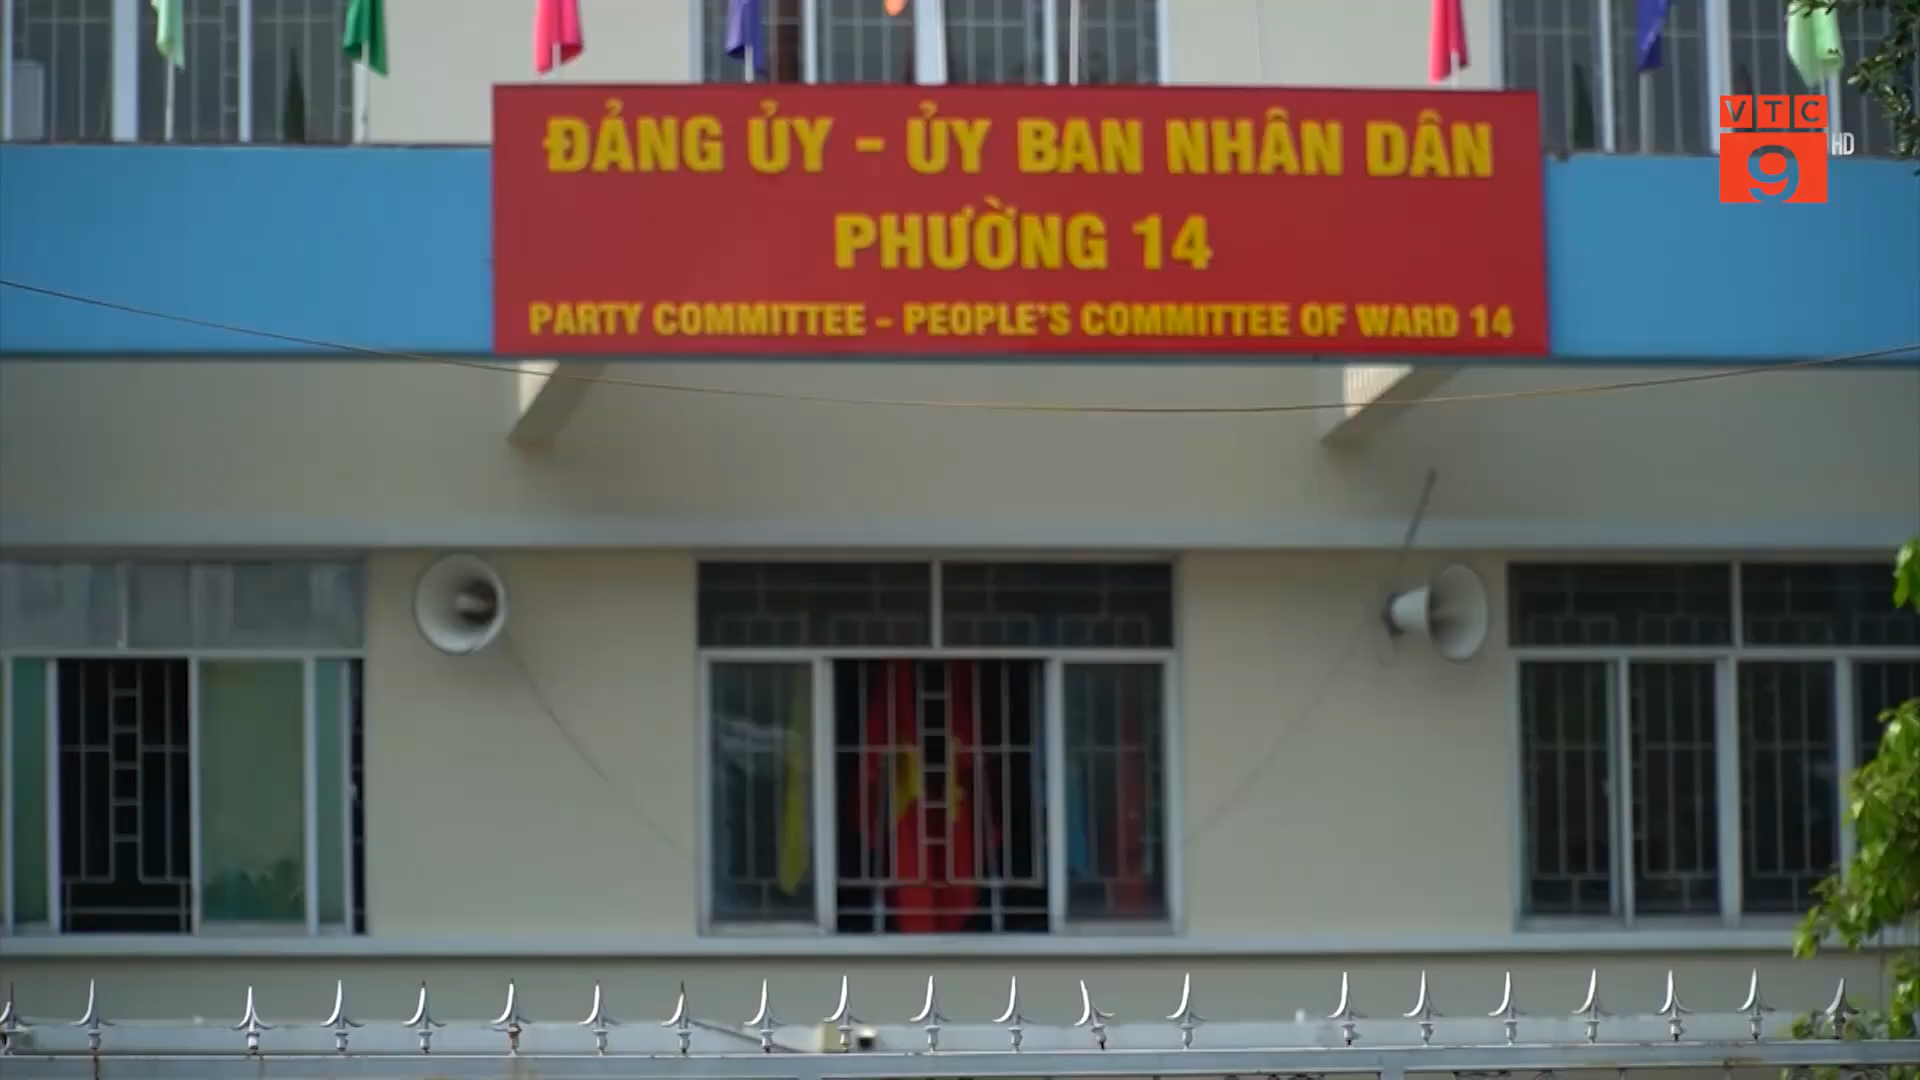 ĐẢNG ỦY - ỦY BAN NHÂN DÂN
PHƯỜNG 14
PARTY COMMITTEE - PEOPLE'S COMMITTEE OF WARD 14
VTC
9 HD